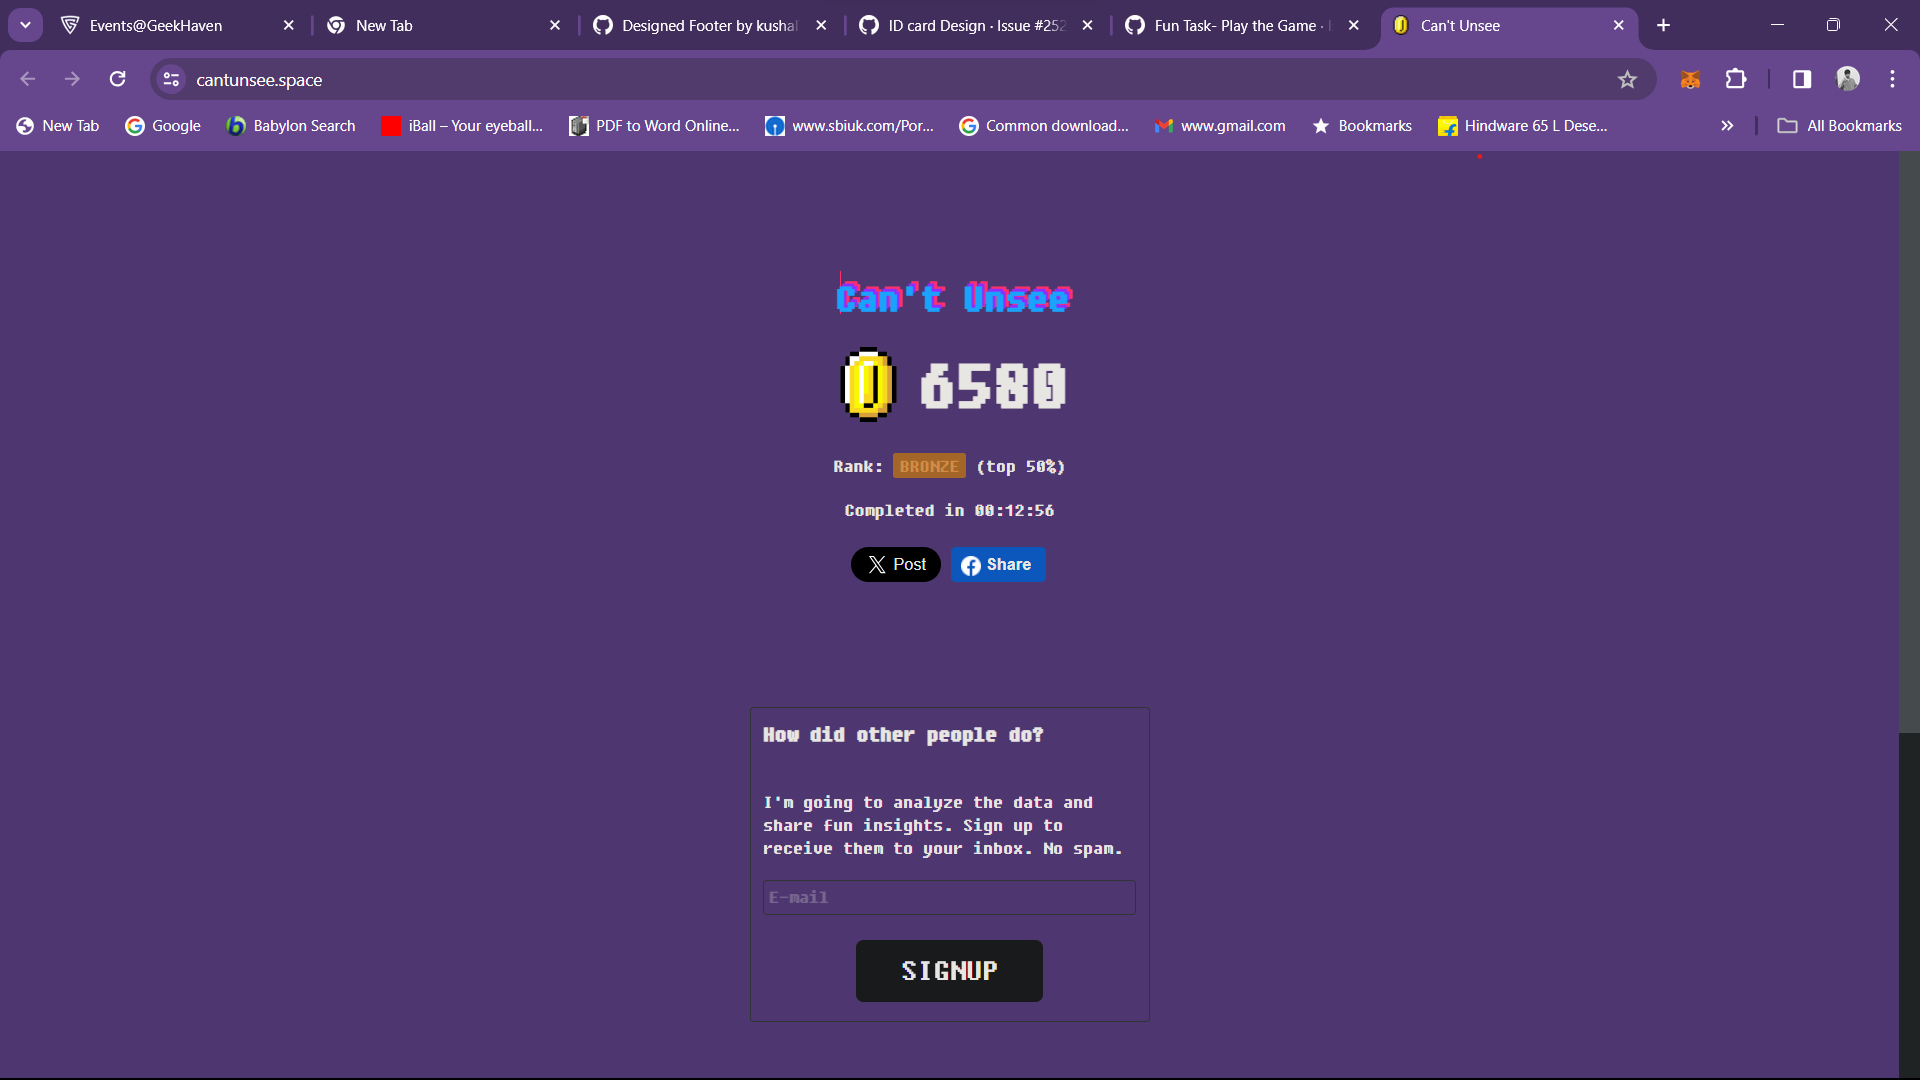 Events@GeekHaven
New Tab
Designed Footer by kushal
ID card Design · Issue #252
Fun Task- Play the Game ·
Can't Unsee
cantunsee.space
New Tab
Google
Babylon Search
iBall – Your eyeball...
PDF to Word Online...
www.sbiuk.com/Por...
Common download...
www.gmail.com
Bookmarks
Hindware 65 L Dese...
All Bookmarks
Can't Unsee
6580
Rank: BRONZE (top 50%)
Completed in 00:12:56
Post
Share
How did other people do?
I'm going to analyze the data and
share fun insights. Sign up to
receive them to your inbox. No spam.
E-mail
SIGNUP